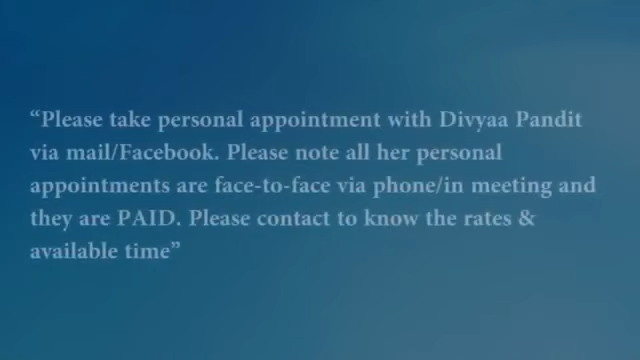 “Please take personal appointment with Divyaa Pandit
via mail/Facebook. Please note all her personal
appointments are face-to-face via phone/in meeting and
they are PAID. Please contact to know the rates &
available time”